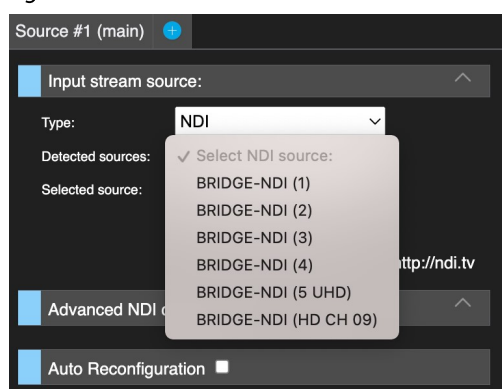 Source #1 (main)
Input stream source:
Type: NDI
Detected sources: ✓ Select NDI source:
BRIDGE-NDI (1)
Selected source:
BRIDGE-NDI (2)
BRIDGE-NDI (3)
BRIDGE-NDI (4)
ttp://ndi.tv
BRIDGE-NDI (5 UHD)
Advanced NDI
BRIDGE-NDI (HD CH 09)
Auto Reconfiguration